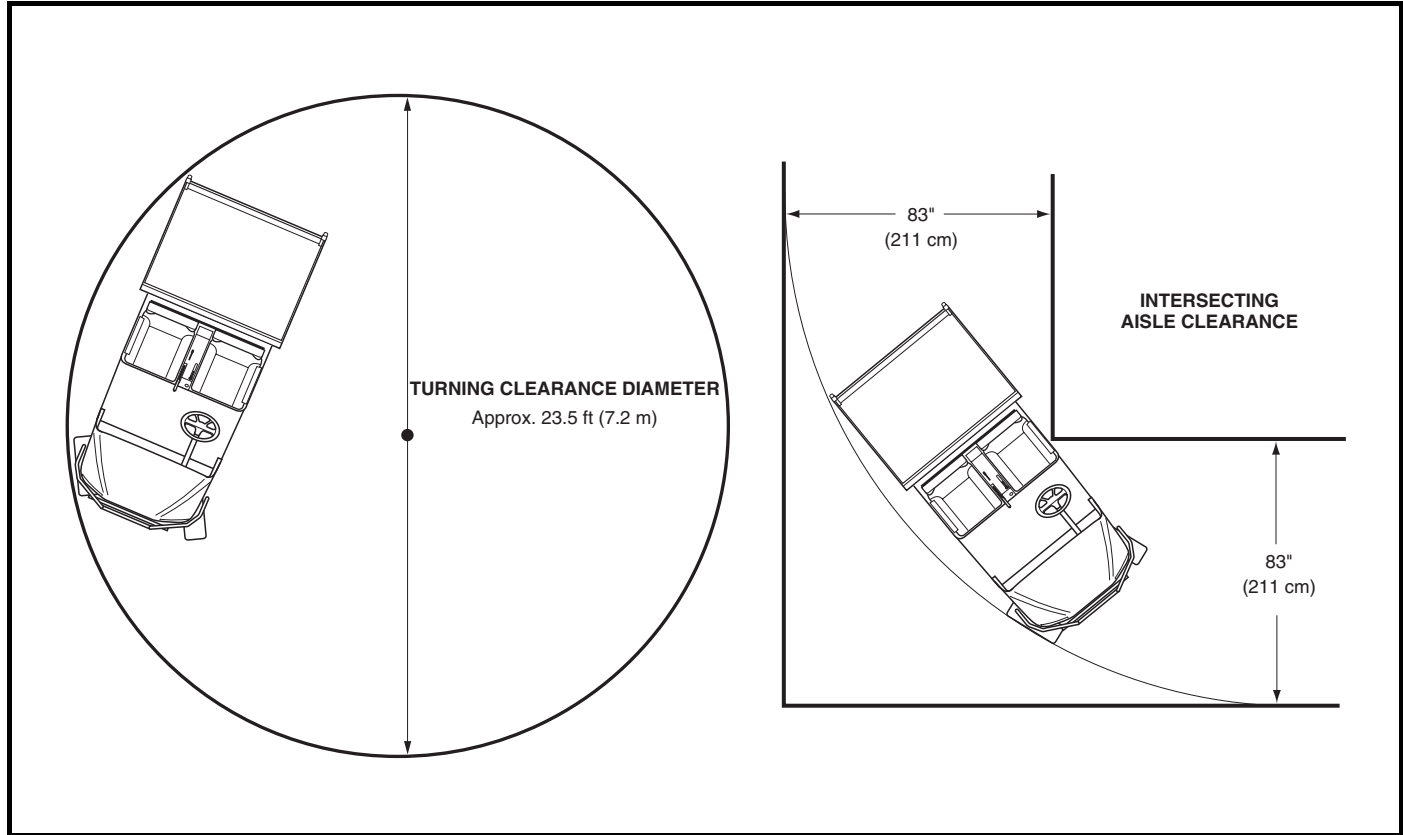 TURNING CLEARANCE DIAMETER
Approx. 23.5 ft (7.2 m)
83"
(211 cm)
INTERSECTING
AISLE CLEARANCE
83"
(211 cm)